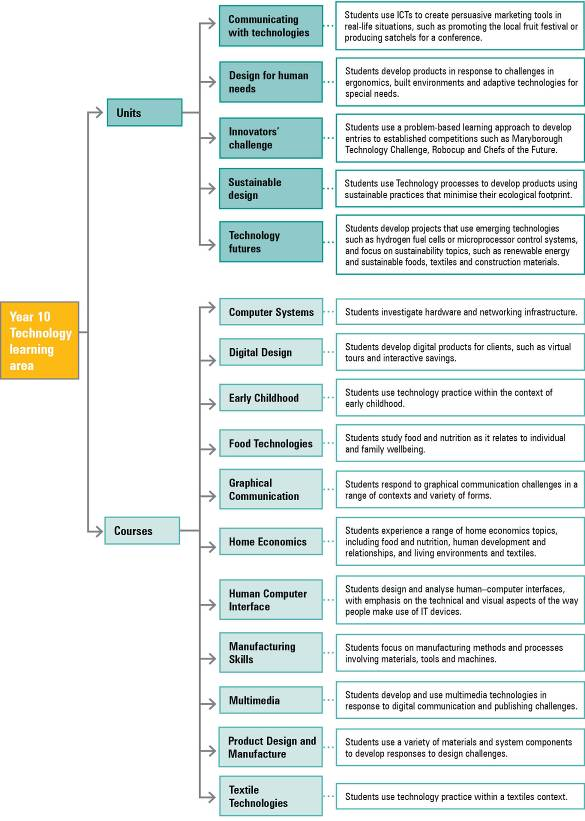 Year 10
Technology
learning
area
Units
Communicating
with technologies
Students use ICTs to create persuasive marketing tools in
real-life situations, such as promoting the local fruit festival or
producing satchels for a conference.
Design for human
needs
Students develop products in response to challenges in
ergonomics, built environments and adaptive technologies for
special needs.
Innovators'
challenge
Students use a problem-based learning approach to develop
entries to established competitions such as Maryborough
Technology Challenge, Robocup and Chefs of the Future.
Sustainable
design
Students use Technology processes to develop products using
sustainable practices that minimise their ecological footprint.
Technology
futures
Students develop projects that use emerging technologies
such as hydrogen fuel cells or microprocessor control systems,
and focus on sustainability topics, such as renewable energy
and sustainable foods, textiles and construction materials.
Courses
Computer Systems
Students investigate hardware and networking infrastructure.
Digital Design
Students develop digital products for clients, such as virtual
tours and interactive savings.
Early Childhood
Students use technology practice within the context of
early childhood.
Food Technologies
Students study food and nutrition as it relates to individual
and family wellbeing.
Graphical
Communication
Students respond to graphical communication challenges in a
range of contexts and variety of forms.
Home Economics
Students experience a range of home economics topics,
including food and nutrition, human development and
relationships, and living environments and textiles.
Human Computer
Interface
Students design and analyse human–computer interfaces,
with emphasis on the technical and visual aspects of the way
people make use of IT devices.
Manufacturing
Skills
Students focus on manufacturing methods and processes
involving materials, tools and machines.
Multimedia
Students develop and use multimedia technologies in
response to digital communication and publishing challenges.
Product Design and
Manufacture
Students use a variety of materials and system components
to develop responses to design challenges.
Textile
Technologies
Students use technology practice within a textiles context.